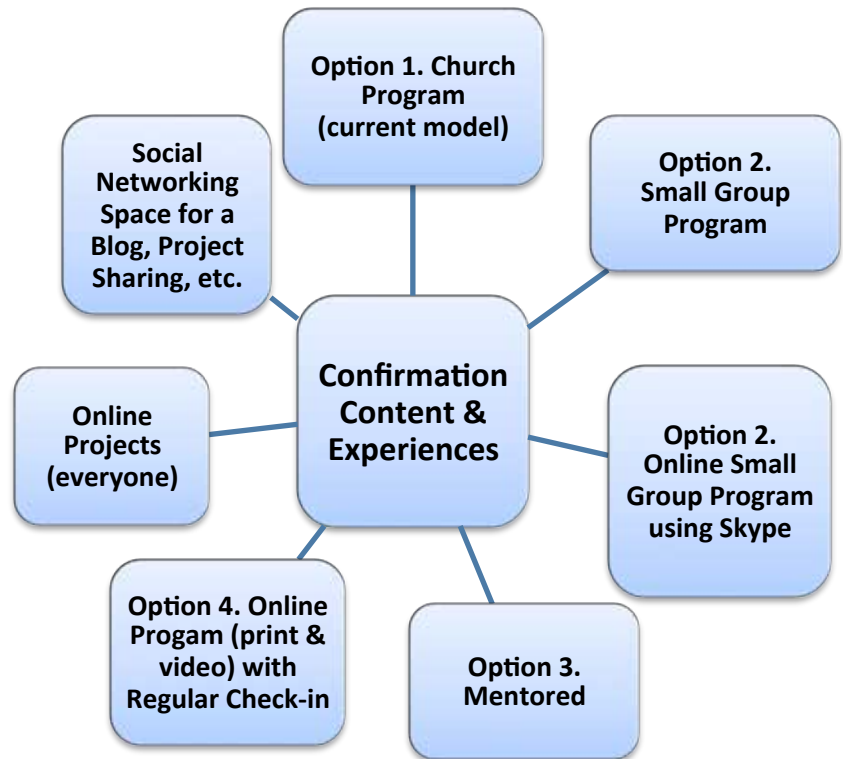 Option 1. Church
Program
(current model)
Social
Networking
Space for a
Blog, Project
Sharing, etc.
Option 2.
Small Group
Program
Confirmation
Content &
Experiences
Online
Projects
(everyone)
Option 2.
Online Small
Group Program
using Skype
Option 4. Online
Progam (print &
video) with
Regular Check-in
Option 3.
Mentored